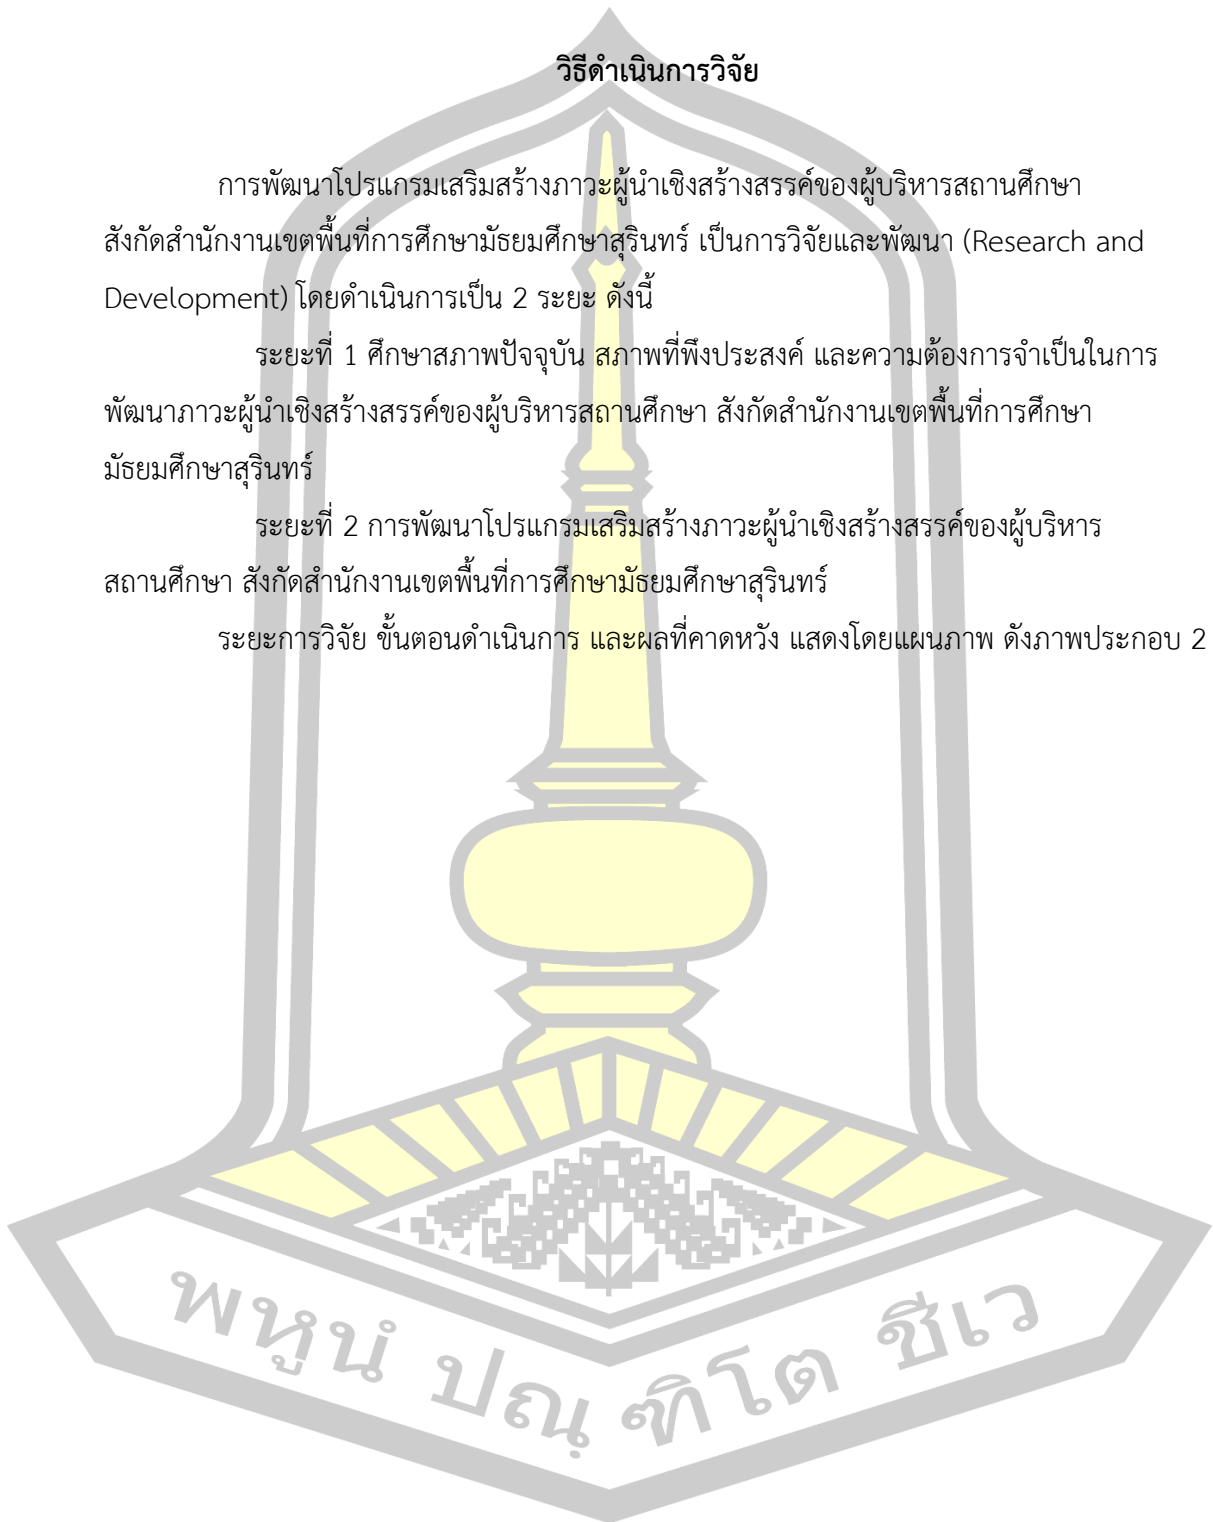 วิธีดำเนินการวิจัย
การพัฒนาโปรแกรมเสริมสร้างภาวะผู้นำเชิงสร้างสรรค์ของผู้บริหารสถานศึกษา
สังกัดสำนักงานเขตพื้นที่การศึกษามัธยมศึกษาสุรินทร์ เป็นการวิจัยและพัฒนา (Research and
Development) โดยดำเนินการเป็น 2 ระยะ ดังนี้
ระยะที่ 1 ศึกษาสภาพปัจจุบัน สภาพที่พึงประสงค์ และความต้องการจำเป็นในการ
พัฒนาภาวะผู้นำเชิงสร้างสรรค์ของผู้บริหารสถานศึกษา สังกัดสำนักงานเขตพื้นที่การศึกษา
มัธยมศึกษาสุรินทร์
ระยะที่ 2 การพัฒนาโปรแกรมเสริมสร้างภาวะผู้นำเชิงสร้างสรรค์ของผู้บริหาร
สถานศึกษา สังกัดสำนักงานเขตพื้นที่การศึกษามัธยมศึกษาสุรินทร์
ระยะการวิจัย ขั้นตอนดำเนินการ และผลที่คาดหวัง แสดงโดยแผนภาพ ดังภาพประกอบ 2
พหูนํ ปณฺ ฑิโต ชีเว